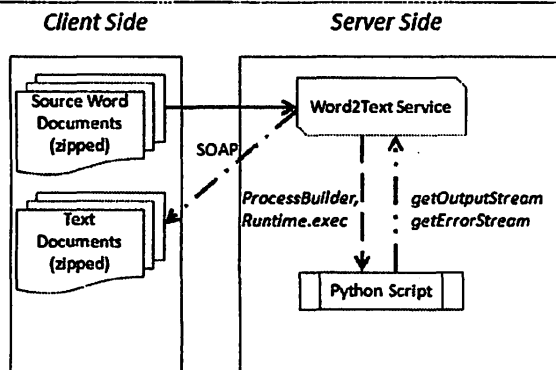 Client Side
Server Side
Source Word
Documents
(zipped)
Word2Text Service
SOAP
Text
Documents
(zipped)
ProcessBuilder,
Runtime.exec
getOutputStream
getErrorStream
Python Script